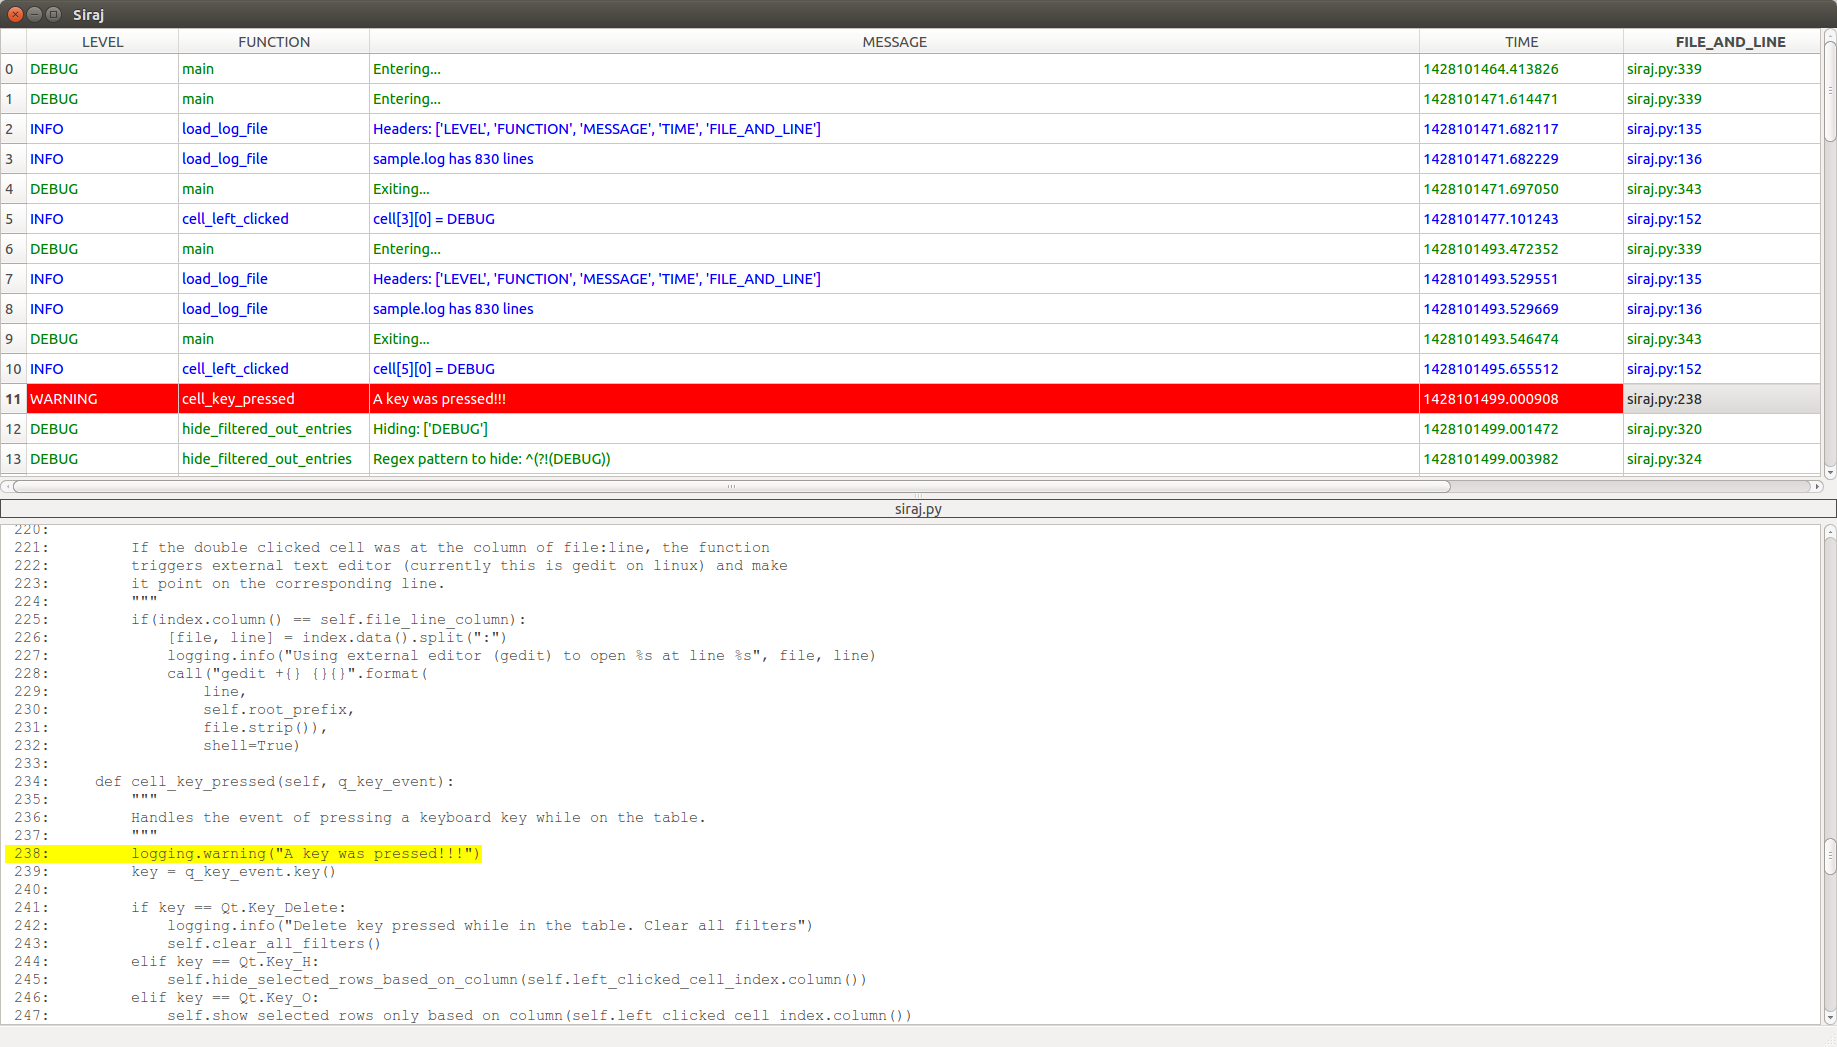 Siraj
LEVEL FUNCTION MESSAGE TIME FILE_AND_LINE
0 DEBUG main Entering... 1428101464.413826 siraj.py:339
1 DEBUG main Entering... 1428101471.614471 siraj.py:339
2 INFO load_log_file Headers: ['LEVEL', 'FUNCTION', 'MESSAGE', 'TIME', 'FILE_AND_LINE'] 1428101471.682117 siraj.py:135
3 INFO load_log_file sample.log has 830 lines 1428101471.682229 siraj.py:136
4 DEBUG main Exiting... 1428101471.697050 siraj.py:343
5 INFO cell_left_clicked cell[3][0] = DEBUG 1428101477.101243 siraj.py:152
6 DEBUG main Entering... 1428101493.472352 siraj.py:339
7 INFO load_log_file Headers: ['LEVEL', 'FUNCTION', 'MESSAGE', 'TIME', 'FILE_AND_LINE'] 1428101493.529551 siraj.py:135
8 INFO load_log_file sample.log has 830 lines 1428101493.529669 siraj.py:136
9 DEBUG main Exiting... 1428101493.546474 siraj.py:343
10 INFO cell_left_clicked cell[5][0] = DEBUG 1428101495.655512 siraj.py:152
11 WARNING cell_key_pressed A key was pressed!!! 1428101499.000908 siraj.py:238
12 DEBUG hide_filtered_out_entries Hiding: ['DEBUG'] 1428101499.001472 siraj.py:320
13 DEBUG hide_filtered_out_entries Regex pattern to hide: ^(?!(DEBUG)) 1428101499.003982 siraj.py:324
siraj.py
220:
221:         If the double clicked cell was at the column of file:line, the function
222:         triggers external text editor (currently this is gedit on linux) and make
223:         it point on the corresponding line.
224:         """
225:         if(index.column() == self.file_line_column):
226:             [file, line] = index.data().split(":")
227:             logging.info("Using external editor (gedit) to open %s at line %s", file, line)
228:             call("gedit +{} {}{}".format(
229:                 line,
230:                 self.root_prefix,
231:                 file.strip()),
232:                 shell=True)
233:
234:     def cell_key_pressed(self, q_key_event):
235:         """
236:         Handles the event of pressing a keyboard key while on the table.
237:         """
238:         logging.warning("A key was pressed!!!")
239:         key = q_key_event.key()
240:
241:         if key == Qt.Key_Delete:
242:             logging.info("Delete key pressed while in the table. Clear all filters")
243:             self.clear_all_filters()
244:         elif key == Qt.Key_H:
245:             self.hide_selected_rows_based_on_column(self.left_clicked_cell_index.column())
246:         elif key == Qt.Key_O:
247:             self.show_selected_rows_only_based_on_column(self.left_clicked_cell_index.column())